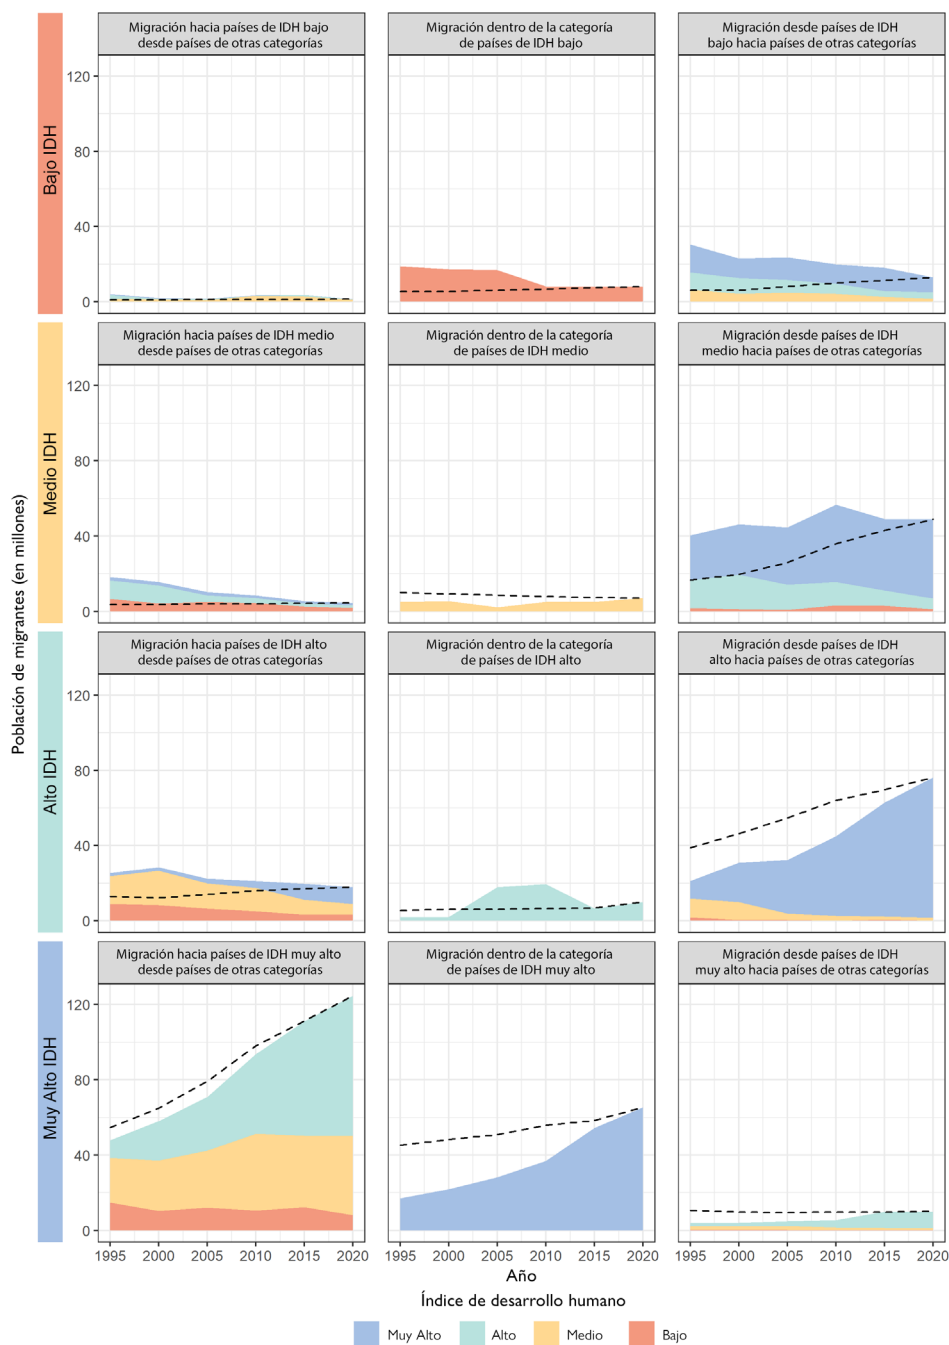 Migración hacia países de IDH bajo
desde países de otras categorías
Migración dentro de la categoría
de países de IDH bajo
Migración desde países de IDH
bajo hacia países de otras categorías
Bajo IDH
120
80
40
0
Migración hacia países de IDH medio
desde países de otras categorías
Migración dentro de la categoría
de países de IDH medio
Migración desde países de IDH
medio hacia países de otras categorías
Medio IDH
120
80
40
0
Población de migrantes (en millones)
Migración hacia países de IDH alto
desde países de otras categorías
Migración dentro de la categoría
de países de IDH alto
Migración desde países de IDH
alto hacia países de otras categorías
Alto IDH
120
80
40
0
Migración hacia países de IDH muy alto
desde países de otras categorías
Migración dentro de la categoría
de países de IDH muy alto
Migración desde países de IDH
muy alto hacia países de otras categorías
Muy Alto IDH
120
80
40
0
1995 2000 2005 2010 2015 2020
1995 2000 2005 2010 2015 2020
1995 2000 2005 2010 2015 2020
Año
Índice de desarrollo humano
Muy Alto
Alto
Medio
Bajo